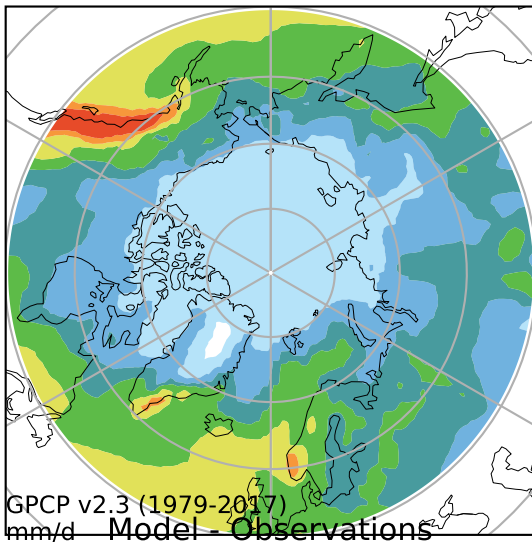 GPCP v2.3 (1979-2017)
mm/d Model - Observations